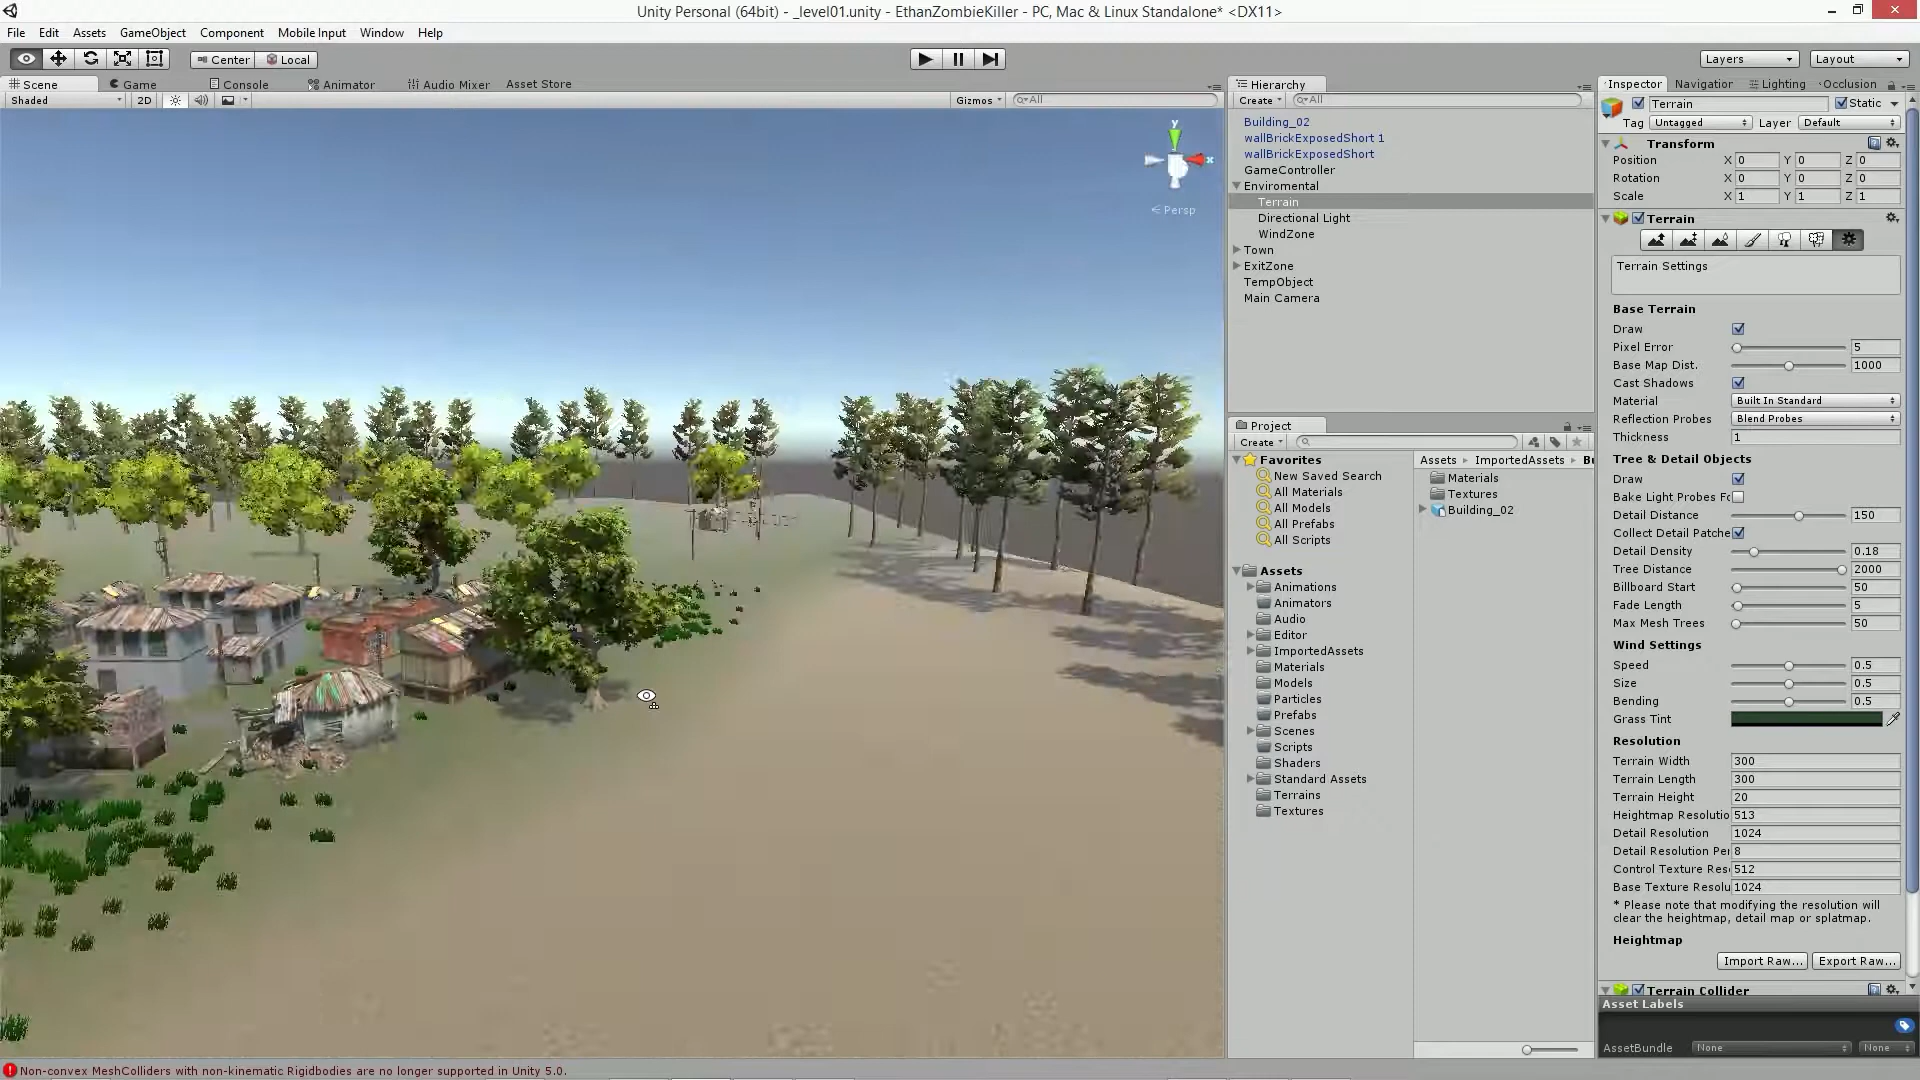 Unity Personal (64bit) - _level01.unity - EthanZombieKiller - PC, Mac & Linux Standalone* <DX11>
File Edit Assets GameObject Component Mobile Input Window Help
Center Local Layers Layout
Scene Game Console Animator Audio Mixer Asset Store
Shaded 2D Gizmos All
y
x
Persp
Hierarchy
Create All
Building_02
wallBrickExposedShort 1
wallBrickExposedShort
GameController
Enviromental
Terrain
Directional Light
WindZone
Town
ExitZone
TempObject
Main Camera
Project
Create
Favorites
New Saved Search
All Materials
All Models
All Prefabs
All Scripts
Assets
Animations
Animators
Audio
Editor
ImportedAssets
Materials
Models
Particles
Prefabs
Scenes
Scripts
Shaders
Standard Assets
Terrains
Textures
Assets ImportedAssets Bu
Materials
Textures
Building_02
Inspector Navigatior Lighting Occlusion
Terrain Static
Tag Untagged Layer Default
Transform
Position X 0 Y 0 Z 0
Rotation X 0 Y 0 Z 0
Scale X 1 Y 1 Z 1
Terrain
Terrain Settings
Base Terrain
Draw
Pixel Error 5
Base Map Dist. 1000
Cast Shadows
Material Built In Standard
Reflection Probes Blend Probes
Thickness 1
Tree & Detail Objects
Draw
Bake Light Probes Fo
Detail Distance 150
Collect Detail Patche
Detail Density 0.18
Tree Distance 2000
Billboard Start 50
Fade Length 5
Max Mesh Trees 50
Wind Settings
Speed 0.5
Size 0.5
Bending 0.5
Grass Tint
Resolution
Terrain Width 300
Terrain Length 300
Terrain Height 20
Heightmap Resolutio 513
Detail Resolution 1024
Detail Resolution Per 8
Control Texture Res 512
Base Texture Resolu 1024
* Please note that modifying the resolution will
clear the heightmap, detail map or splatmap.
Heightmap
Import Raw... Export Raw...
Terrain Collider
Asset Labels
AssetBundle None None
Non-convex MeshColliders with non-kinematic Rigidbodies are no longer supported in Unity 5.0.